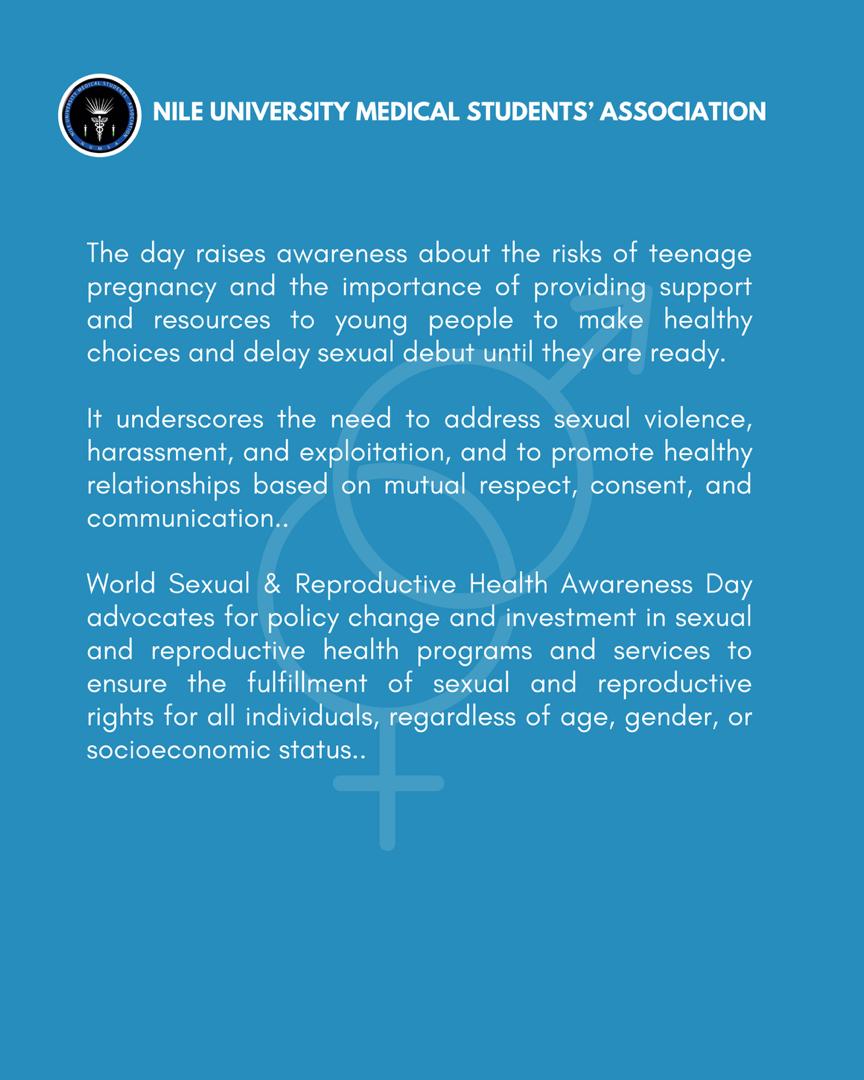 NILE UNIVERSITY MEDICAL STUDENTS' ASSOCIATION
NILE UNIVERSITY MEDICAL STUDENTS' ASSOCIATION
The day raises awareness about the risks of teenage
pregnancy and the importance of providing support
and resources to young people to make healthy
choices and delay sexual debut until they are ready.
It underscores the need to address sexual violence,
harassment, and exploitation, and to promote healthy
relationships based on mutual respect, consent, and
communication..
World Sexual & Reproductive Health Awareness Day
advocates for policy change and investment in sexual
and reproductive health programs and services to
ensure the fulfillment of sexual and reproductive
rights for all individuals, regardless of age, gender, or
socioeconomic status..